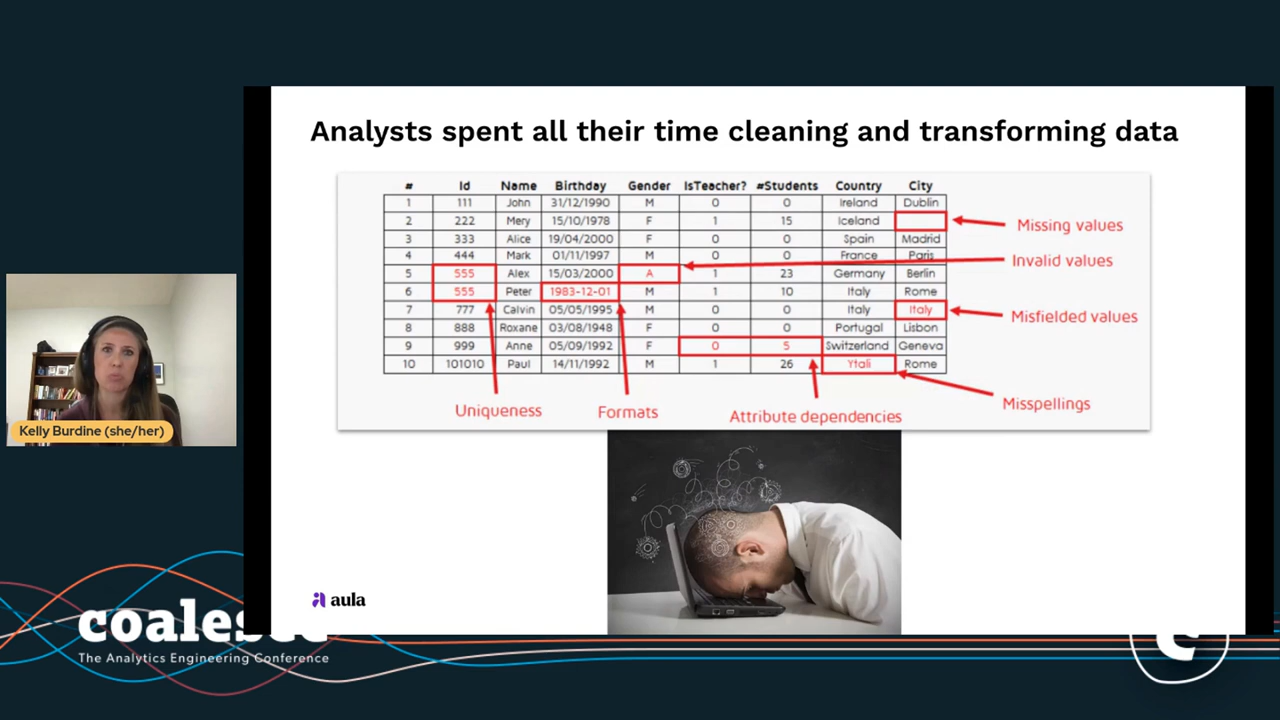 Analysts spent all their time cleaning and transforming data
# Id Name Birthday Gender IsTeacher? #Students Country City
1 111 John 31/12/1990 M 0 0 Ireland Dublin
2 222 Mery 15/10/1978 F 1 15 Iceland
Missing values
3 333 Alice 19/04/2000 F 0 0 Spain Madrid
4 444 Mark 01/11/1997 M 0 0 France Paris
Invalid values
5 555 Alex 15/03/2000 A 1 23 Germany Berlin
6 555 Peter 1983-12-01 M 1 10 Italy Rome
7 777 Calvin 05/05/1995 M 0 0 Italy Italy
Misfielded values
8 888 Roxane 03/08/1948 F 0 0 Portugal Lisbon
9 999 Anne 05/09/1992 F 0 5 Switzerland Geneva
10 101010 Paul 14/11/1992 M 1 26 Ytali Rome
Misspellings
Uniqueness
Formats
Attribute dependencies
Kelly Burdine (she/her)
aula
The Analytics Engineering Conference